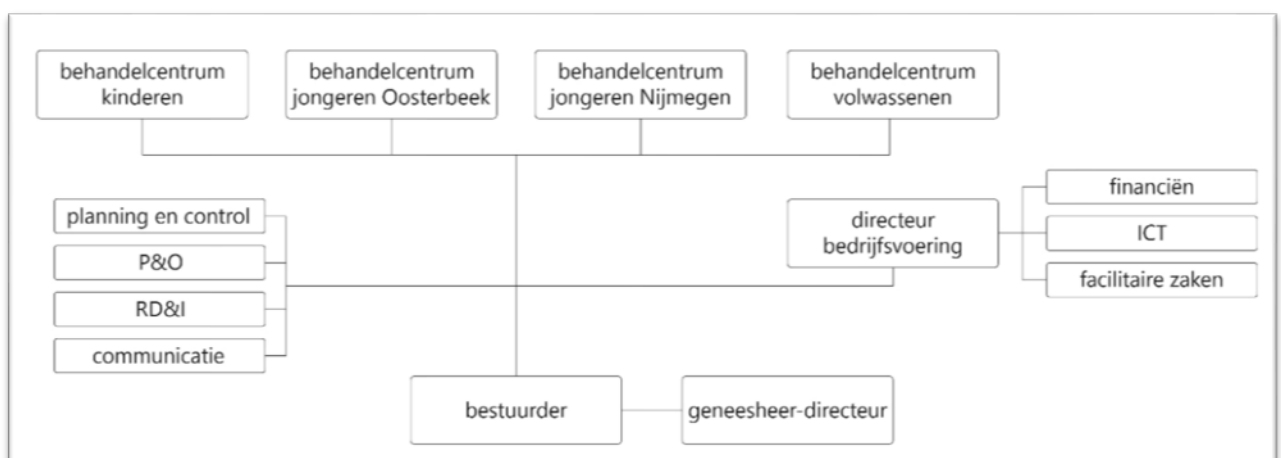 behandelcentrum
kinderen
behandelcentrum
jongeren Oosterbeek
behandelcentrum
jongeren Nijmegen
behandelcentrum
volwassenen
planning en control
P&O
RD&I
communicatie
directeur
bedrijfsvoering
financiën
ICT
facilitaire zaken
bestuurder
geneesheer-directeur